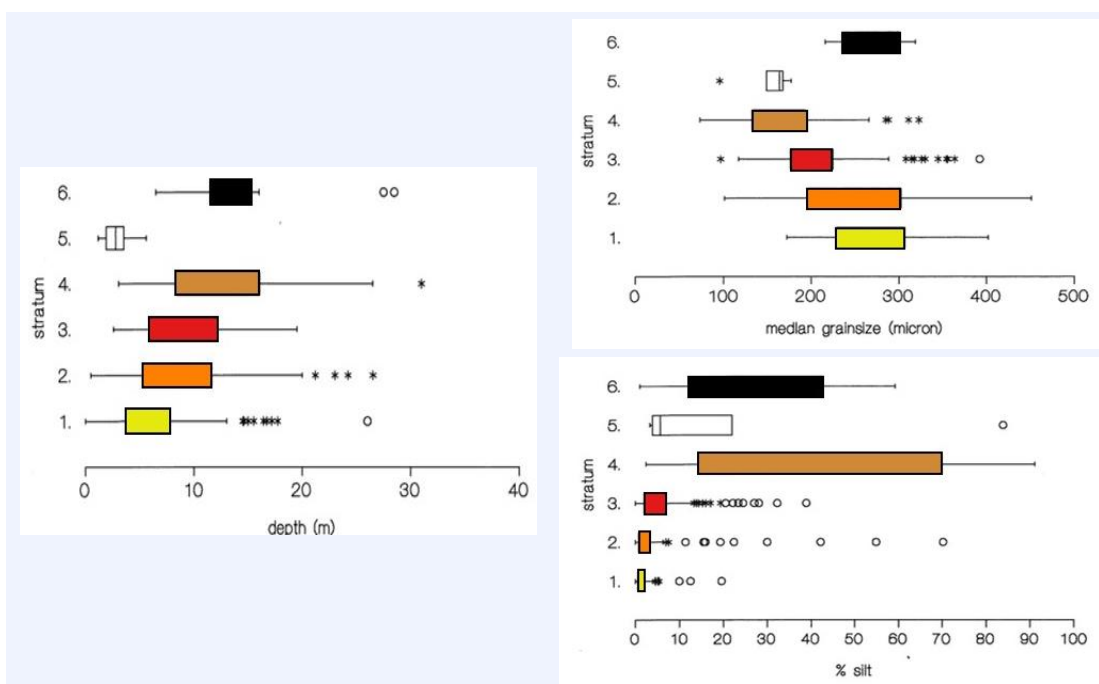 stratum
6.
5.
4.
3.
2.
1.
0 10 20 30 40
depth (m)
stratum
6.
5.
4.
3.
2.
1.
0 100 200 300 400 500
median grainsize (micron)
stratum
6.
5.
4.
3.
2.
1.
0 10 20 30 40 50 60 70 80 90 100
% silt